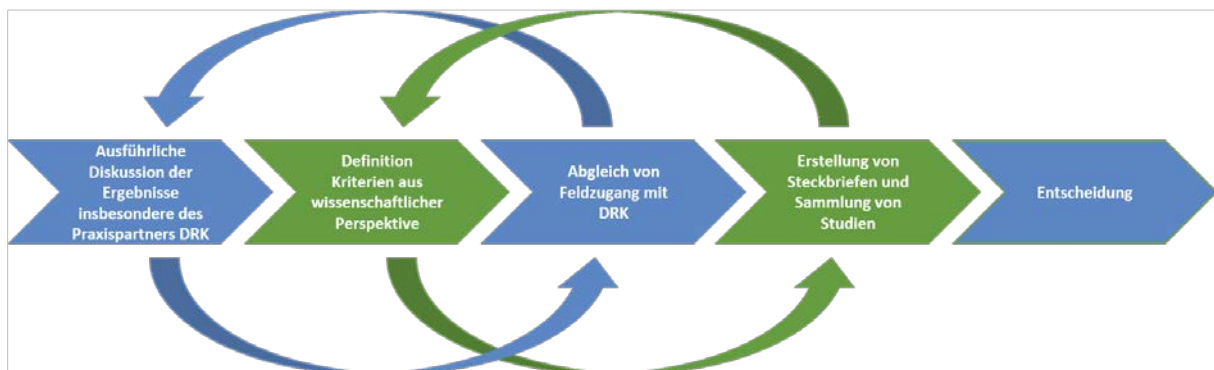 Ausführliche
Diskussion der
Ergebnisse
insbesondere des
Praxispartners DRK
Definition
Kriterien aus
wissenschaftlicher
Perspektive
Abgleich von
Feldzugang mit
DRK
Erstellung von
Steckbriefen und
Sammlung von
Studien
Entscheidung